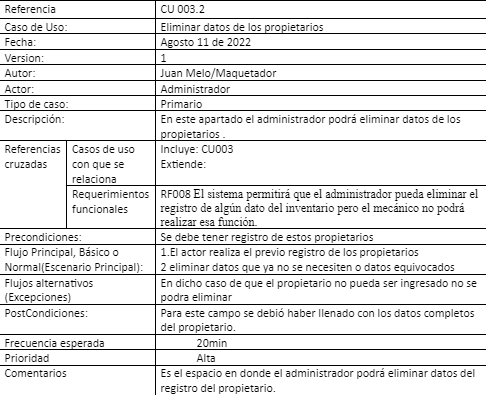 Referencia CU 003.2
Caso de Uso: Eliminar datos de los propietarios
Fecha: Agosto 11 de 2022
Version: 1
Autor: Juan Melo/Maquetador
Actor: Administrador
Tipo de caso: Primario
Descripción: En este apartado el administrador podrá eliminar datos de los
propietarios .
Referencias Casos de uso Incluye: CU003
cruzadas con que se Extiende:
relaciona
Requerimientos RF008 El sistema permitirá que el administrador pueda eliminar el
funcionales registro de algún dato del inventario pero el mecánico no podrá
realizar esa función.
Precondiciones: Se debe tener registro de estos propietarios
Flujo Principal, Básico o 1.El actor realiza el previo registro de los propietarios
Normal(Escenario Principal): 2 eliminar datos que ya no se necesiten o datos equivocados
Flujos alternativos En dicho caso de que el propietario no pueda ser ingresado no se
(Excepciones) podra eliminar
PostCondiciones: Para este campo se debió haber llenado con los datos completos
del propietario.
Frecuencia esperada 20min
Prioridad Alta
Comentarios Es el espacio en donde el administrador podrá eliminar datos del
registro del propietario.